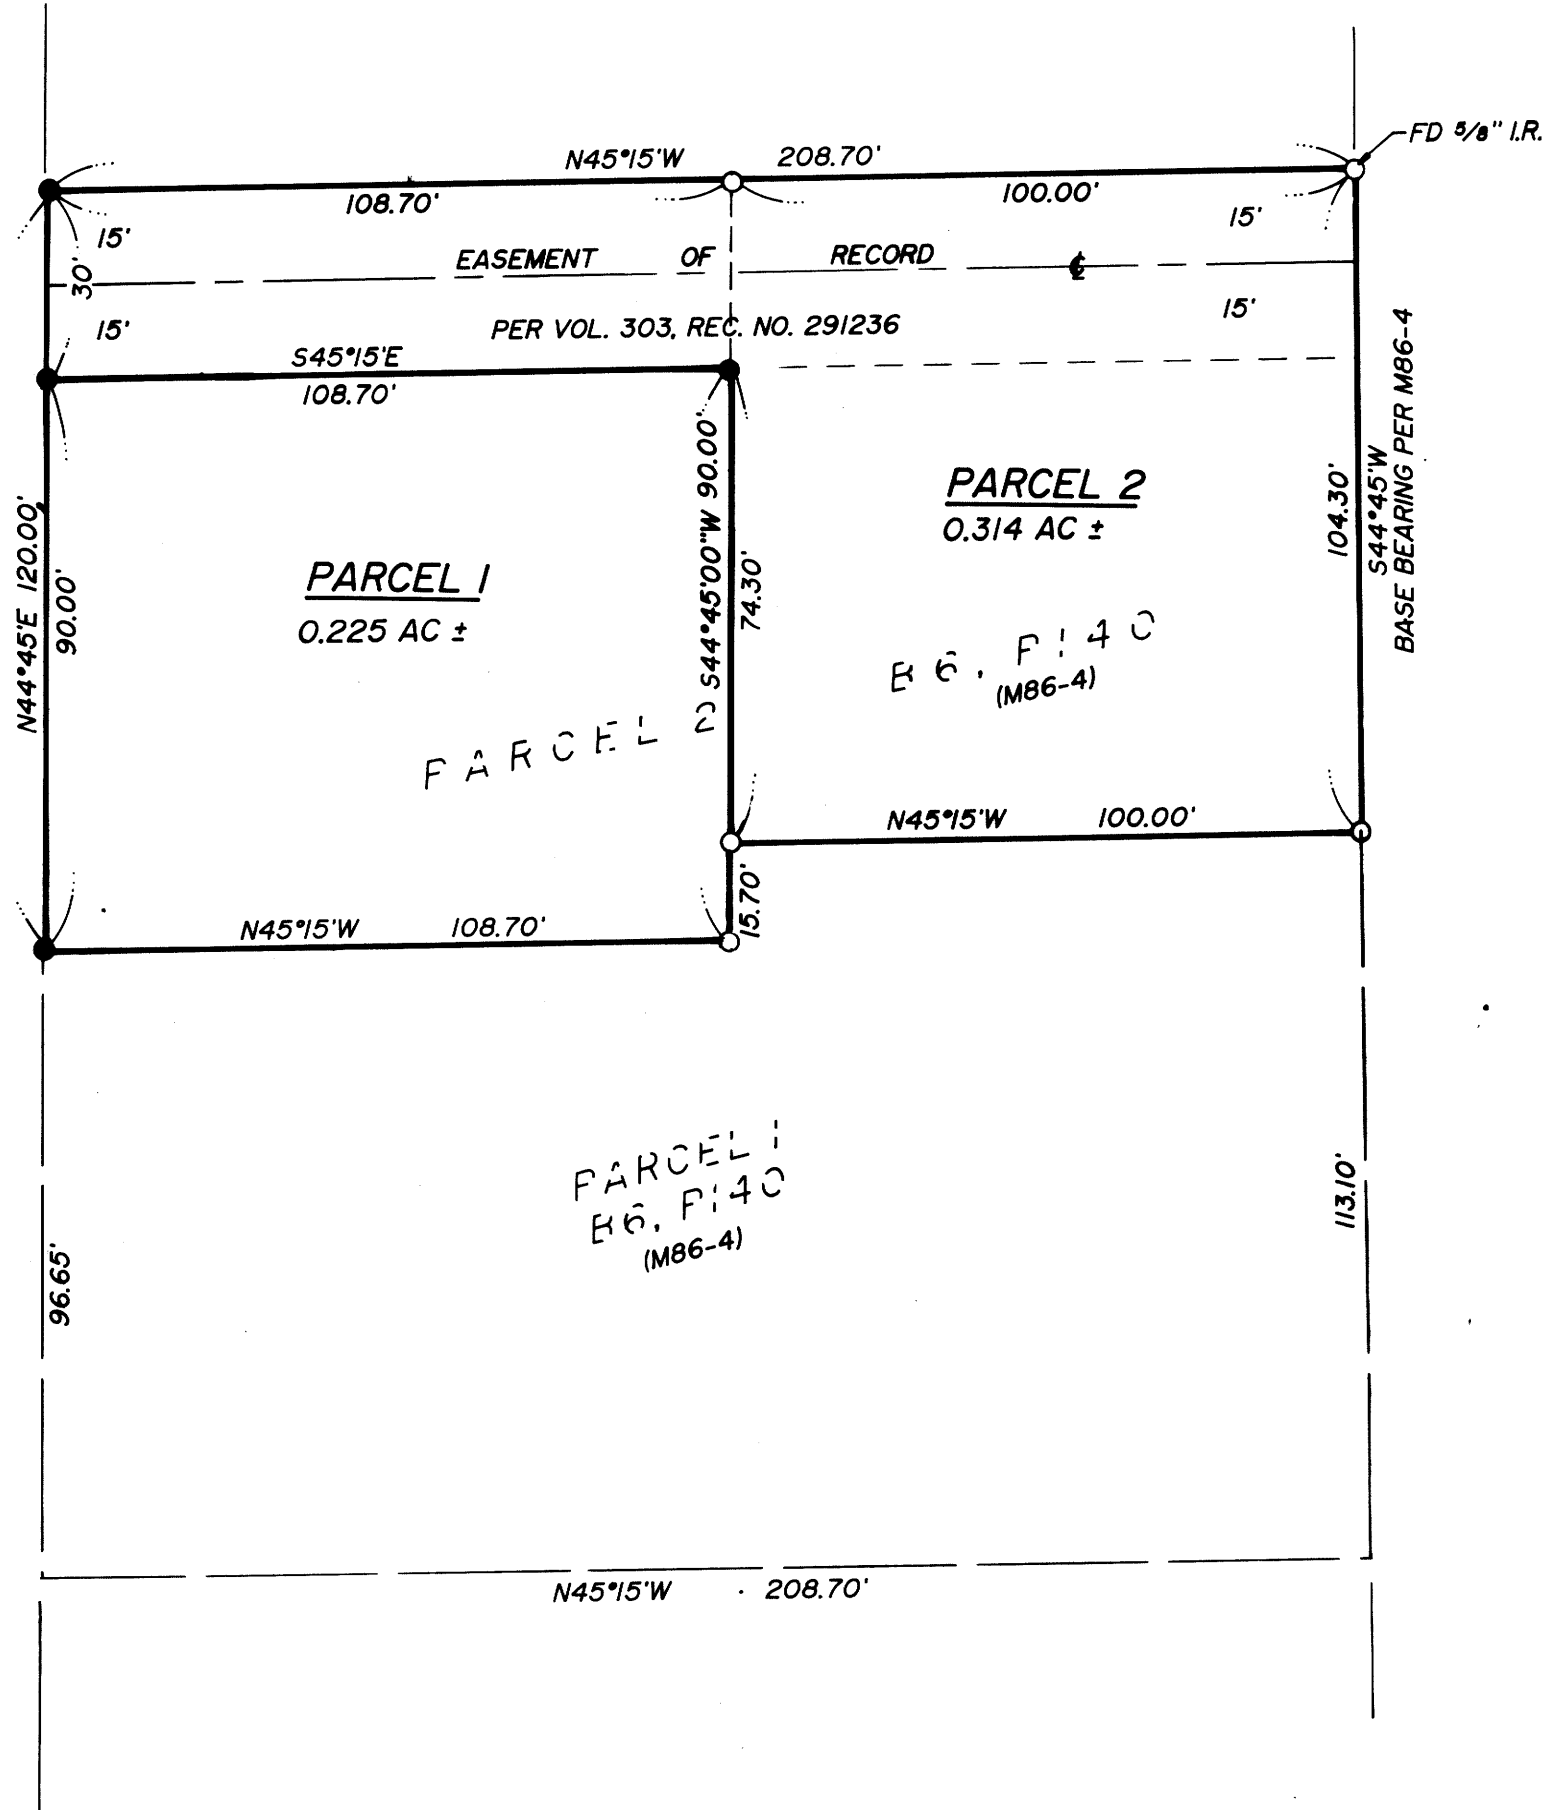 FD 5/8" I.R.
N45°15'W 208.70'
108.70' 100.00'
15' 15'
30'
EASEMENT OF RECORD ℄
15' 15'
PER VOL. 303, REC. NO. 291236
S45°15'E
108.70'
N44°45'E 120.00'
90.00'
S44°45'00"W 90.00'
74.30'
104.30'
S44°45'W
BASE BEARING PER M86-4
PARCEL 2
0.314 AC ±
PARCEL 1
0.225 AC ±
PARCEL 2 B6, P140
(M86-4)
N45°15'W 100.00'
15.70'
N45°15'W 108.70'
PARCEL 1
B6, P140
(M86-4)
113.10'
96.65'
N45°15'W 208.70'